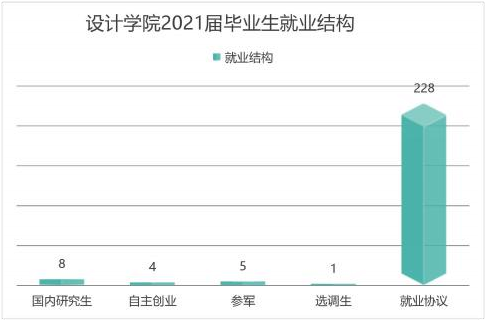 设计学院2021届毕业生就业结构
就业结构
228
8
4
5
1
国内研究生
自主创业
参军
选调生
就业协议